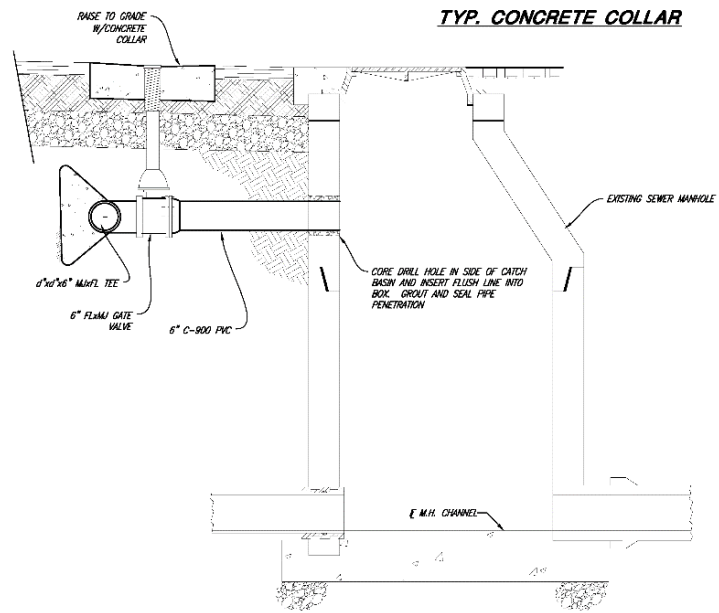 TYP. CONCRETE COLLAR
RAISE TO GRADE
W/CONCRETE
COLLAR
EXISTING SEWER MANHOLE
d"xd"x6" MJxFL TEE
6" FLxMJ GATE
VALVE
6" C-900 PVC
CORE DRILL HOLE IN SIDE OF CATCH
BASIN AND INSERT FLUSH LINE INTO
BOX. GROUT AND SEAL PIPE
PENETRATION
℄ M.H. CHANNEL